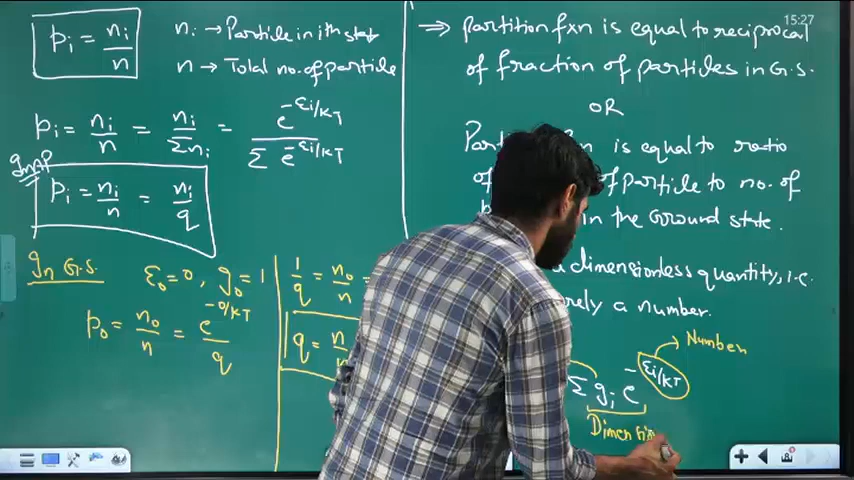 pi = ni/n
ni → Particle in ith state
n → Total no. of particle
pi = ni/n = ni/Σni = e^-εi/KT / Σ e^-εi/KT
Imp
pi = ni/n = ni/q
In G.S. ε0=0, g0=1
p0 = n0/n = e^-0/KT / q
1/q = n0/n =
q = n/
⇒ partition fxn is equal to reciprocal
of fraction of particles in G.S.
OR
is equal to ratio
of particle to no. of
in the Ground state.
a dimensionless quantity, i.e.
a number.
Σ gi e^-εi/KT → Number
15:27